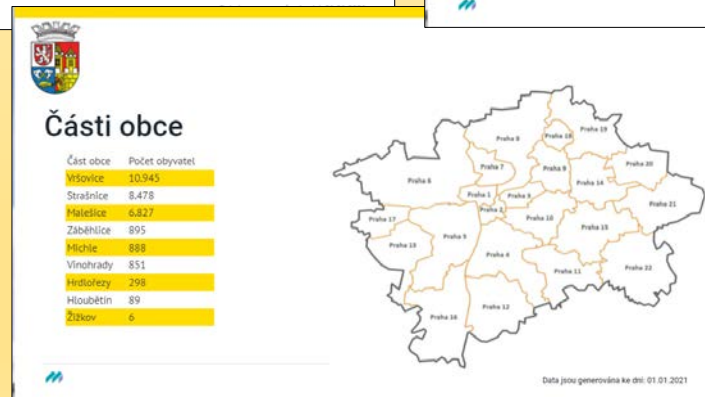 Části obce
Část obce Počet obyvatel
Vršovice 10.945
Strašnice 8.478
Malešice 6.827
Záběhlice 895
Michle 888
Vinohrady 851
Hrdlořezy 298
Hloubětín 89
Žižkov 6
Praha 8
Praha 18
Praha 19
Praha 7
Praha 9
Praha 20
Praha 6
Praha 14
Praha 1
Praha 3
Praha 21
Praha 2
Praha 17
Praha 10
Praha 15
Praha 5
Praha 13
Praha 4
Praha 11
Praha 22
Praha 12
Praha 16
Data jsou generována ke dni: 01.01.2021